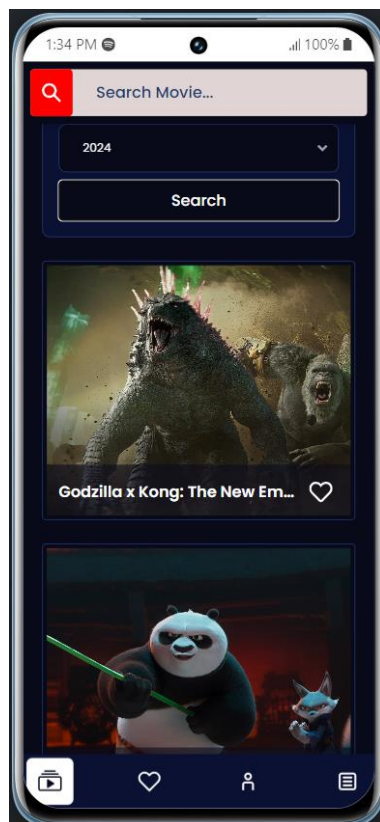 1:34 PM
100%
Search Movie...
2024
Search
Godzilla x Kong: The New Em...